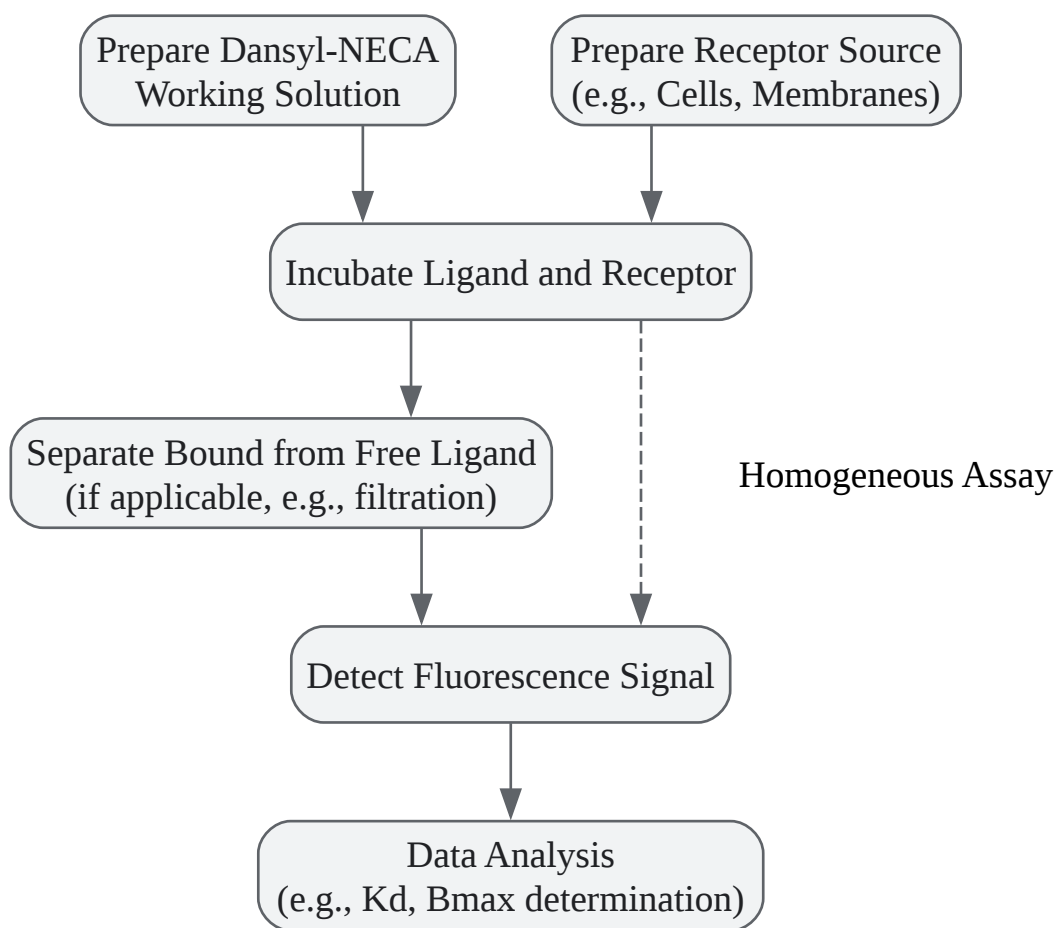 Prepare Dansyl-NECA
Working Solution
Prepare Receptor Source
(e.g., Cells, Membranes)
Incubate Ligand and Receptor
Separate Bound from Free Ligand
(if applicable, e.g., filtration)
Homogeneous Assay
Detect Fluorescence Signal
Data Analysis
(e.g., Kd, Bmax determination)